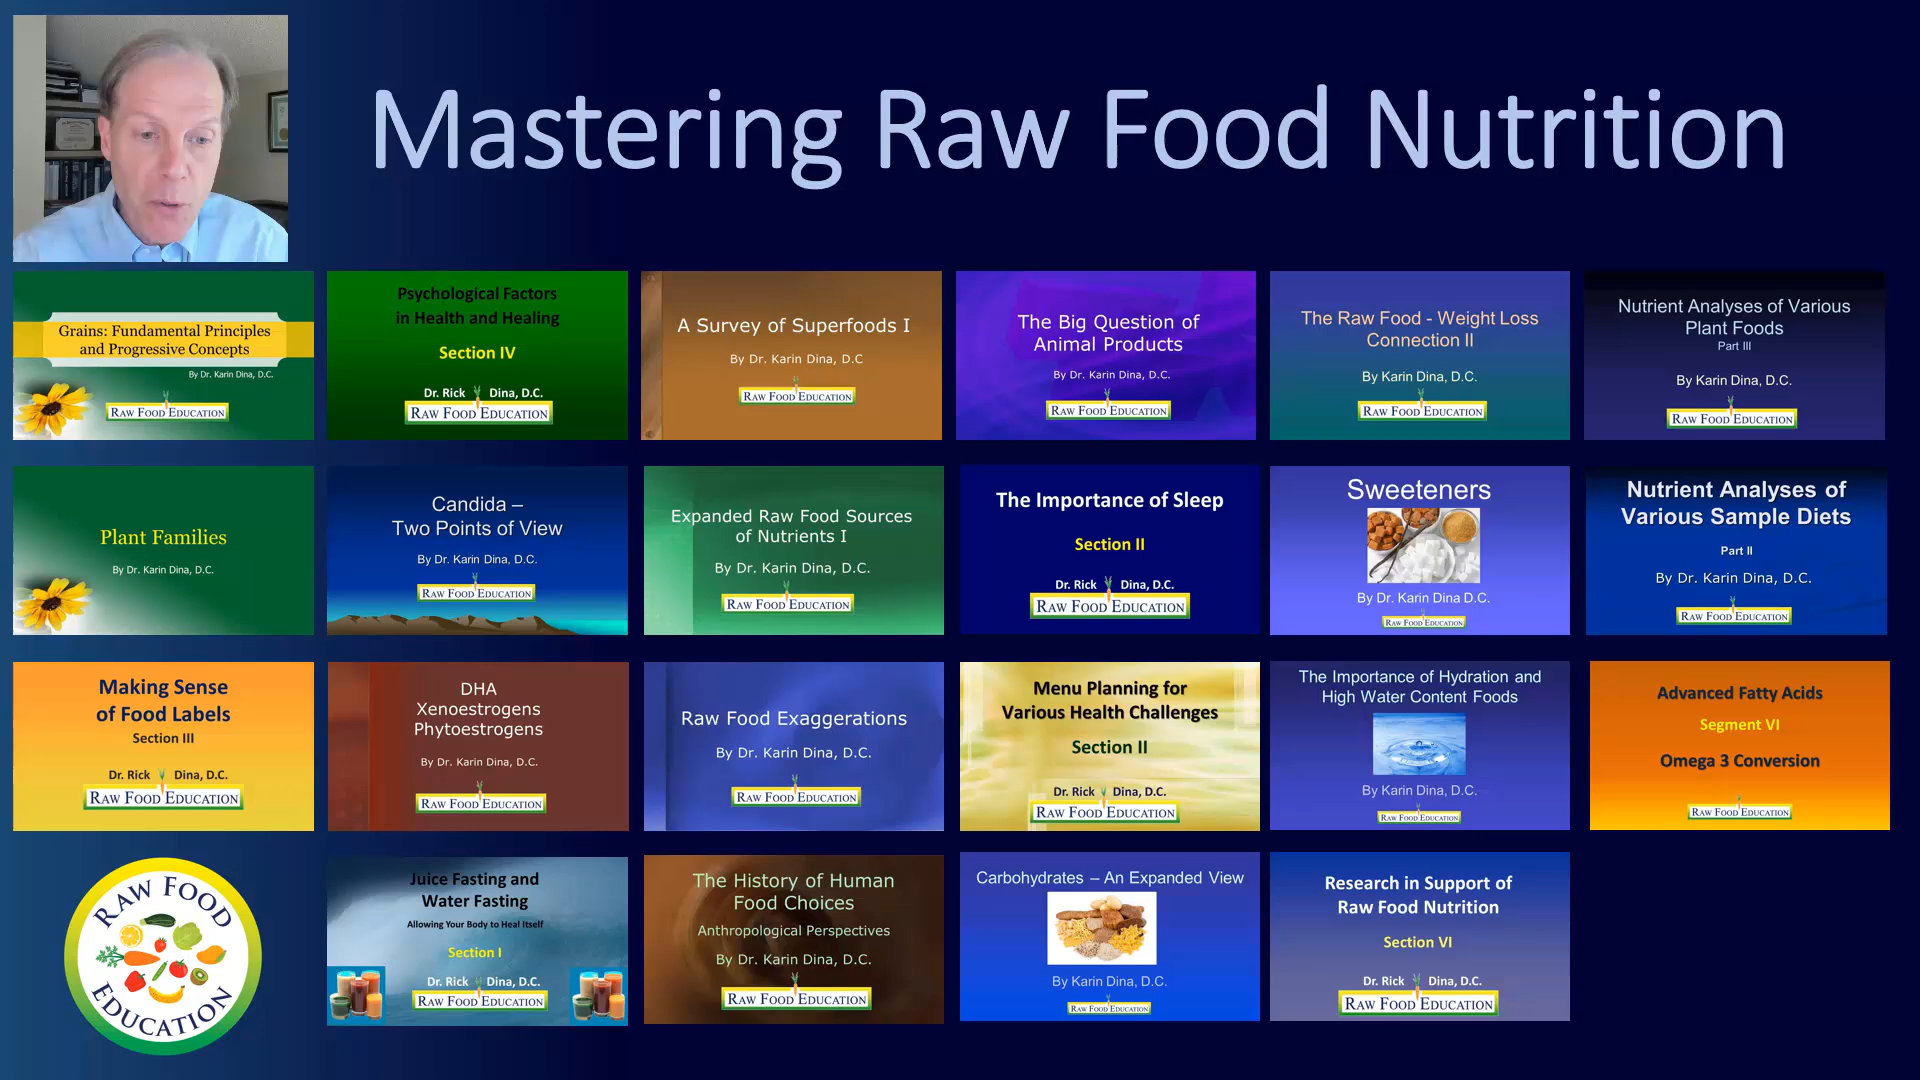 Mastering Raw Food Nutrition
Grains: Fundamental Principles
and Progressive Concepts
By Dr. Karin Dina, D.C.
RAW FOOD EDUCATION
Psychological Factors
in Health and Healing
Section IV
Dr. Rick Dina, D.C.
RAW FOOD EDUCATION
A Survey of Superfoods I
By Dr. Karin Dina, D.C
RAW FOOD EDUCATION
The Big Question of
Animal Products
By Dr. Karin Dina, D.C.
RAW FOOD EDUCATION
The Raw Food - Weight Loss
Connection II
By Karin Dina, D.C.
RAW FOOD EDUCATION
Nutrient Analyses of Various
Plant Foods
Part III
By Karin Dina, D.C.
RAW FOOD EDUCATION
Plant Families
By Dr. Karin Dina, D.C.
Candida –
Two Points of View
By Dr. Karin Dina, D.C.
RAW FOOD EDUCATION
Expanded Raw Food Sources
of Nutrients I
By Dr. Karin Dina, D.C.
RAW FOOD EDUCATION
The Importance of Sleep
Section II
Dr. Rick Dina, D.C.
RAW FOOD EDUCATION
Sweeteners
By Dr. Karin Dina D.C.
RAW FOOD EDUCATION
Nutrient Analyses of
Various Sample Diets
Part II
By Dr. Karin Dina, D.C.
RAW FOOD EDUCATION
Making Sense
of Food Labels
Section III
Dr. Rick Dina, D.C.
RAW FOOD EDUCATION
DHA
Xenoestrogens
Phytoestrogens
By Dr. Karin Dina, D.C.
RAW FOOD EDUCATION
Raw Food Exaggerations
By Dr. Karin Dina, D.C.
RAW FOOD EDUCATION
Menu Planning for
Various Health Challenges
Section II
Dr. Rick Dina, D.C.
RAW FOOD EDUCATION
The Importance of Hydration and
High Water Content Foods
By Karin Dina, D.C.
RAW FOOD EDUCATION
Advanced Fatty Acids
Segment VI
Omega 3 Conversion
RAW FOOD EDUCATION
RAW FOOD
EDUCATION
Juice Fasting and
Water Fasting
Allowing Your Body to Heal Itself
Section I
Dr. Rick Dina, D.C.
RAW FOOD EDUCATION
The History of Human
Food Choices
Anthropological Perspectives
By Dr. Karin Dina, D.C.
RAW FOOD EDUCATION
Carbohydrates – An Expanded View
By Karin Dina, D.C.
RAW FOOD EDUCATION
Research in Support of
Raw Food Nutrition
Section VI
Dr. Rick Dina, D.C.
RAW FOOD EDUCATION